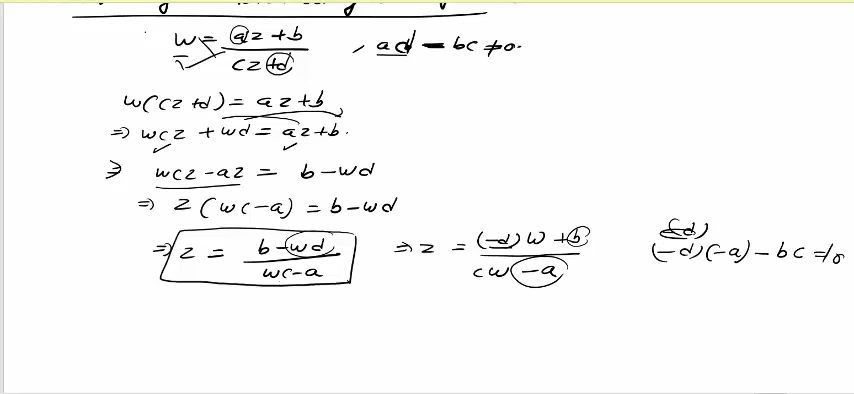 w = az + b / cz + d , ad - bc ≠ 0.
w(cz + d) = az + b
⇒ wcz + wd = az + b.
⇒ wcz - az = b - wd
⇒ z (wc - a) = b - wd
⇒ z = b - wd / wc - a ⇒ z = (-d)w + b / cw - a (-d)(-a) - bc ≠ 0